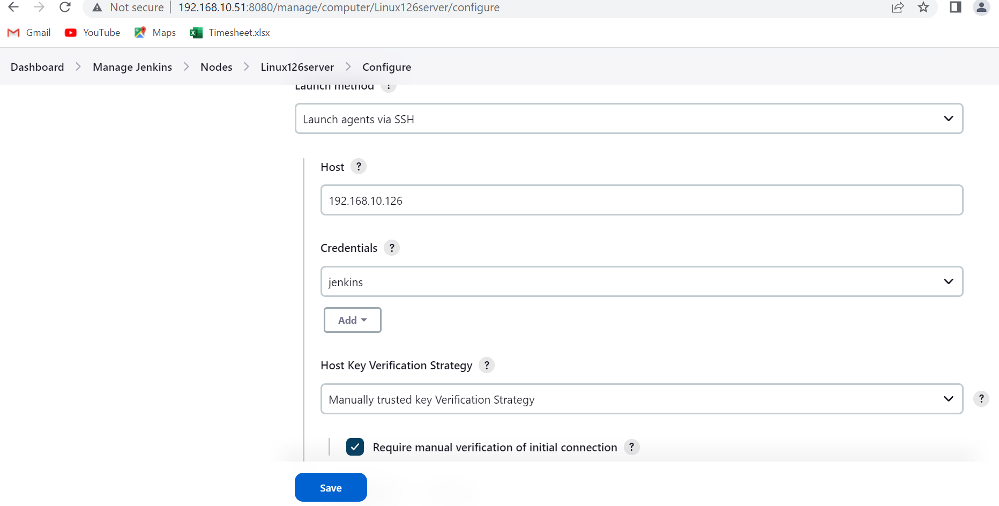 Not secure | 192.168.10.51:8080/manage/computer/Linux126server/configure
Gmail YouTube Maps Timesheet.xlsx
Dashboard > Manage Jenkins > Nodes > Linux126server > Configure
Launch method ?
Launch agents via SSH
Host ?
192.168.10.126
Credentials ?
jenkins
Add
Host Key Verification Strategy ?
Manually trusted key Verification Strategy ?
Require manual verification of initial connection ?
Save